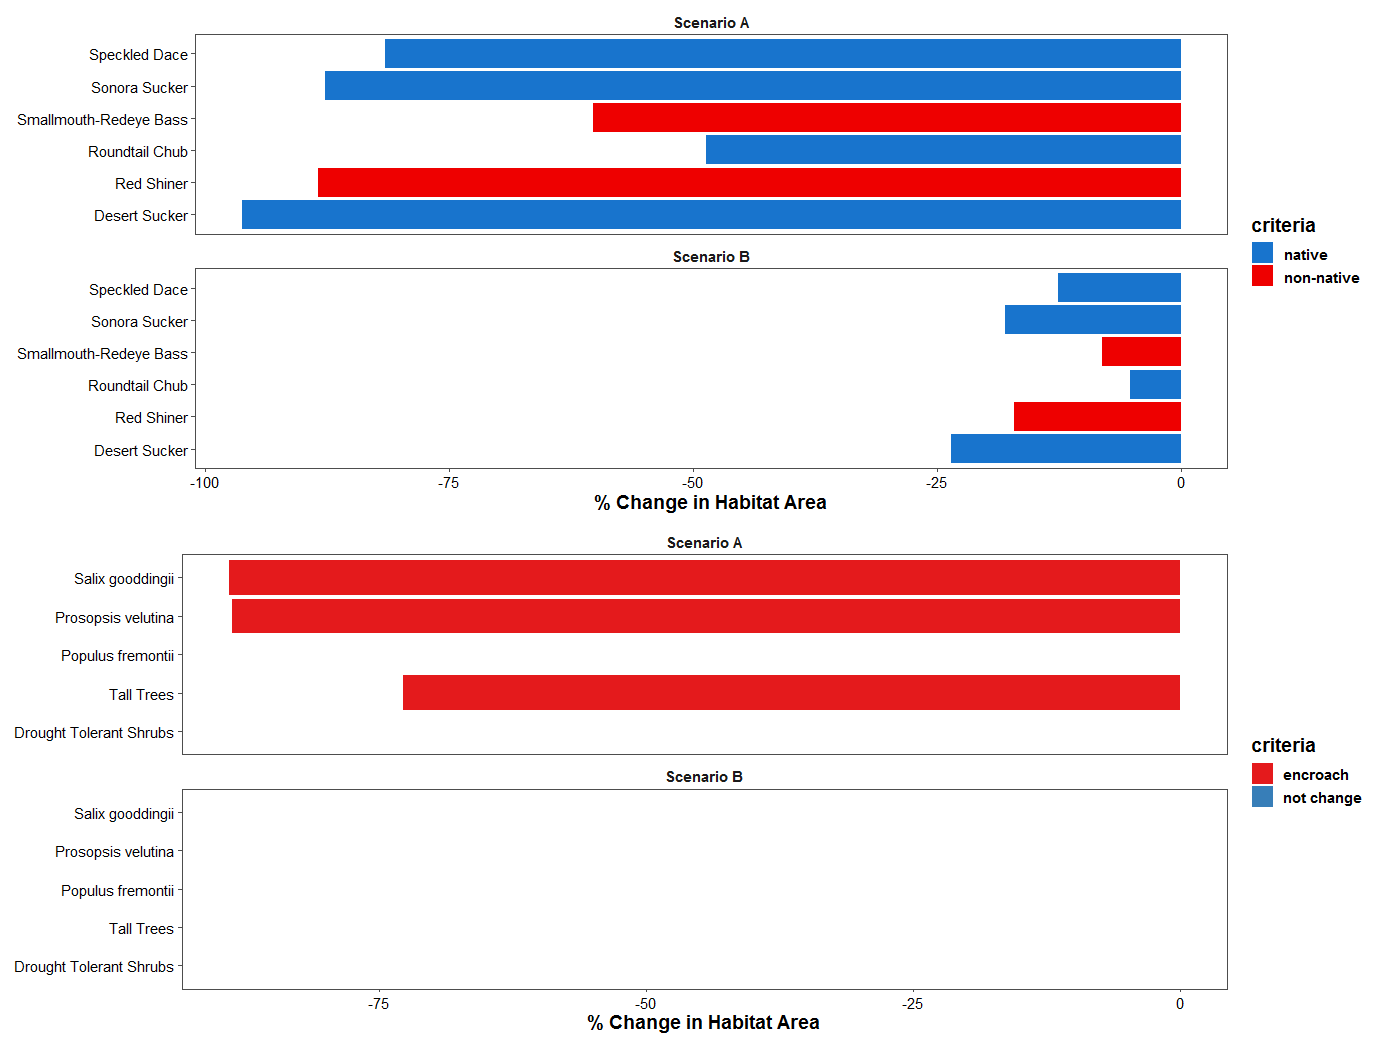 Scenario A
Speckled Dace
Sonora Sucker
Smallmouth-Redeye Bass
Roundtail Chub
Red Shiner
Desert Sucker
Scenario B
Speckled Dace
Sonora Sucker
Smallmouth-Redeye Bass
Roundtail Chub
Red Shiner
Desert Sucker
-100 -75 -50 -25 0
% Change in Habitat Area
criteria
native
non-native
Scenario A
Salix gooddingii
Prosopsis velutina
Populus fremontii
Tall Trees
Drought Tolerant Shrubs
Scenario B
Salix gooddingii
Prosopsis velutina
Populus fremontii
Tall Trees
Drought Tolerant Shrubs
-75 -50 -25 0
% Change in Habitat Area
criteria
encroach
not change